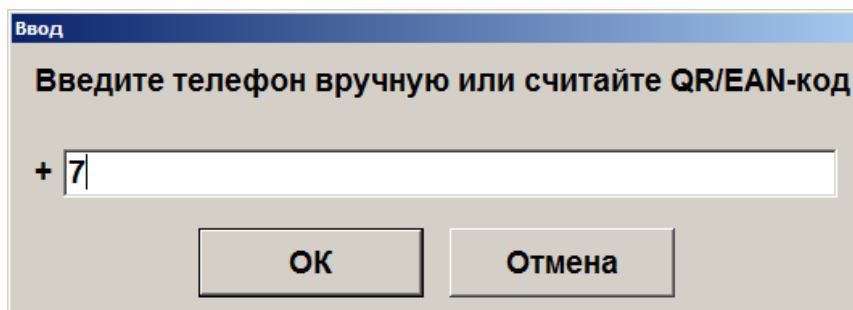 Ввод
Введите телефон вручную или считайте QR/EAN-код
+ 7
ОК
Отмена